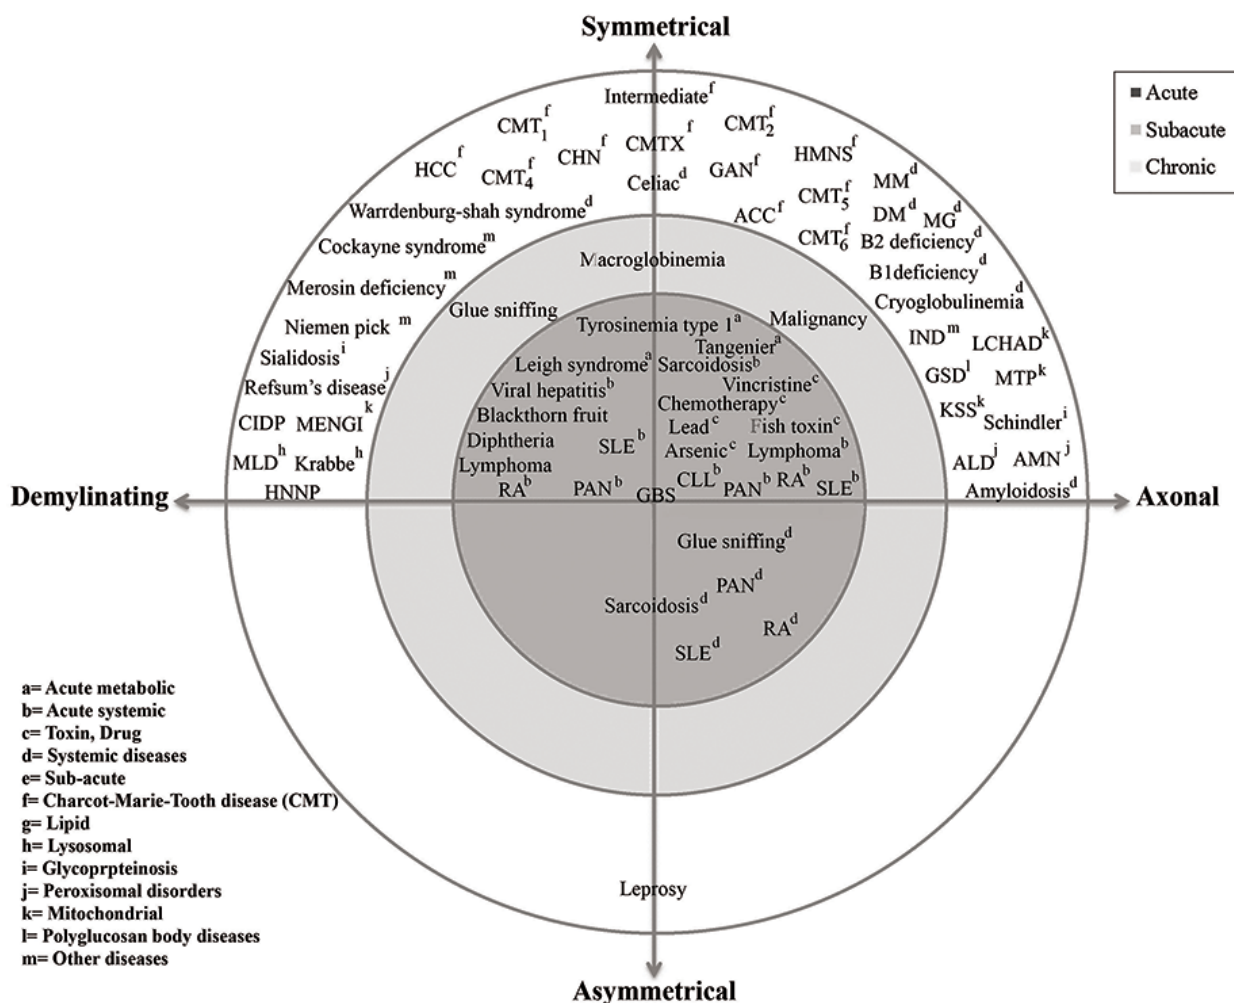 Symmetrical
Acute
Subacute
Chronic
Intermediate^f
CMT_1^f
CMT_2^f
HCC^f
CMT_4^f
CHN^f
CMTX^f
GAN^f
HMNS^f
Celiac^d
CMT_5^f
MM^d
Warrdenburg-shah syndrome^d
ACC^f
DM^d
MG^d
Cockayne syndrome^m
CMT_6^f
B2 deficiency^d
Macroglobinemia
B1deficiency^d
Merosin deficiency^m
Glue sniffing
Malignancy
Cryoglobulinemia^d
Niemen pick ^m
Tyrosinemia type 1^a
Tangenier^a
IND^m
LCHAD^k
Sialidosis^i
Leigh syndrome^a
Sarcoidosis^b
GSD^l
MTP^k
Refsum's disease^j
Viral hepatitis^b
Vincristine^c
Chemotherapy^c
KSS^k
Schindler^i
CIDP
MENGI^k
Blackthorn fruit
Lead^c
Fish toxin^c
Diphtheria
SLE^b
Arsenic^c
Lymphoma^b
MLD^h
Krabbe^h
Lymphoma
ALD^j
AMN^j
HNNP
RA^b
PAN^b
GBS
CLL^b
PAN^b
RA^b
SLE^b
Amyloidosis^d
Demylinating
Axonal
Glue sniffing^d
PAN^d
Sarcoidosis^d
RA^d
SLE^d
a= Acute metabolic
b= Acute systemic
c= Toxin, Drug
d= Systemic diseases
e= Sub-acute
f= Charcot-Marie-Tooth disease (CMT)
g= Lipid
h= Lysosomal
i= Glycoprpteinosis
j= Peroxisomal disorders
k= Mitochondrial
l= Polyglucosan body diseases
m= Other diseases
Leprosy
Asymmetrical